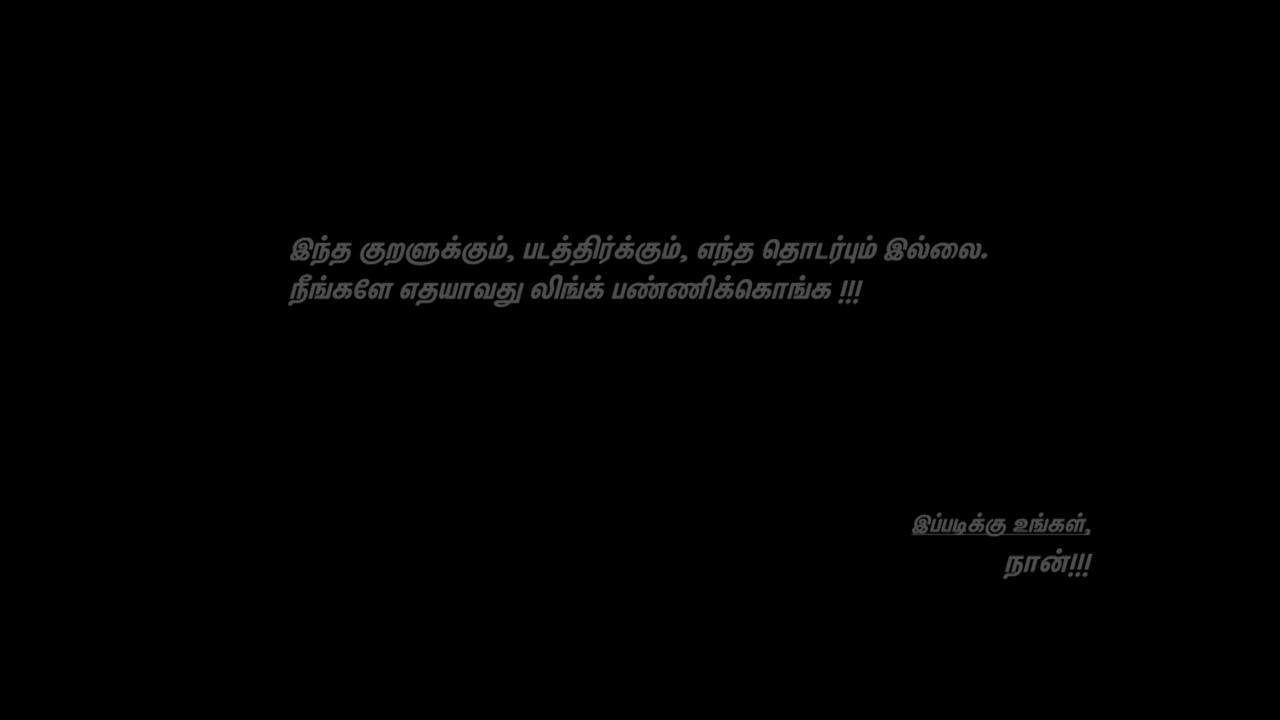 இந்த குறளுக்கும், படத்திர்க்கும், எந்த தொடர்பும் இல்லை.
நீங்களே எதயாவது லிங்க் பண்ணிக்கொங்க !!!
இப்படிக்கு உங்கள்,
நான்!!!